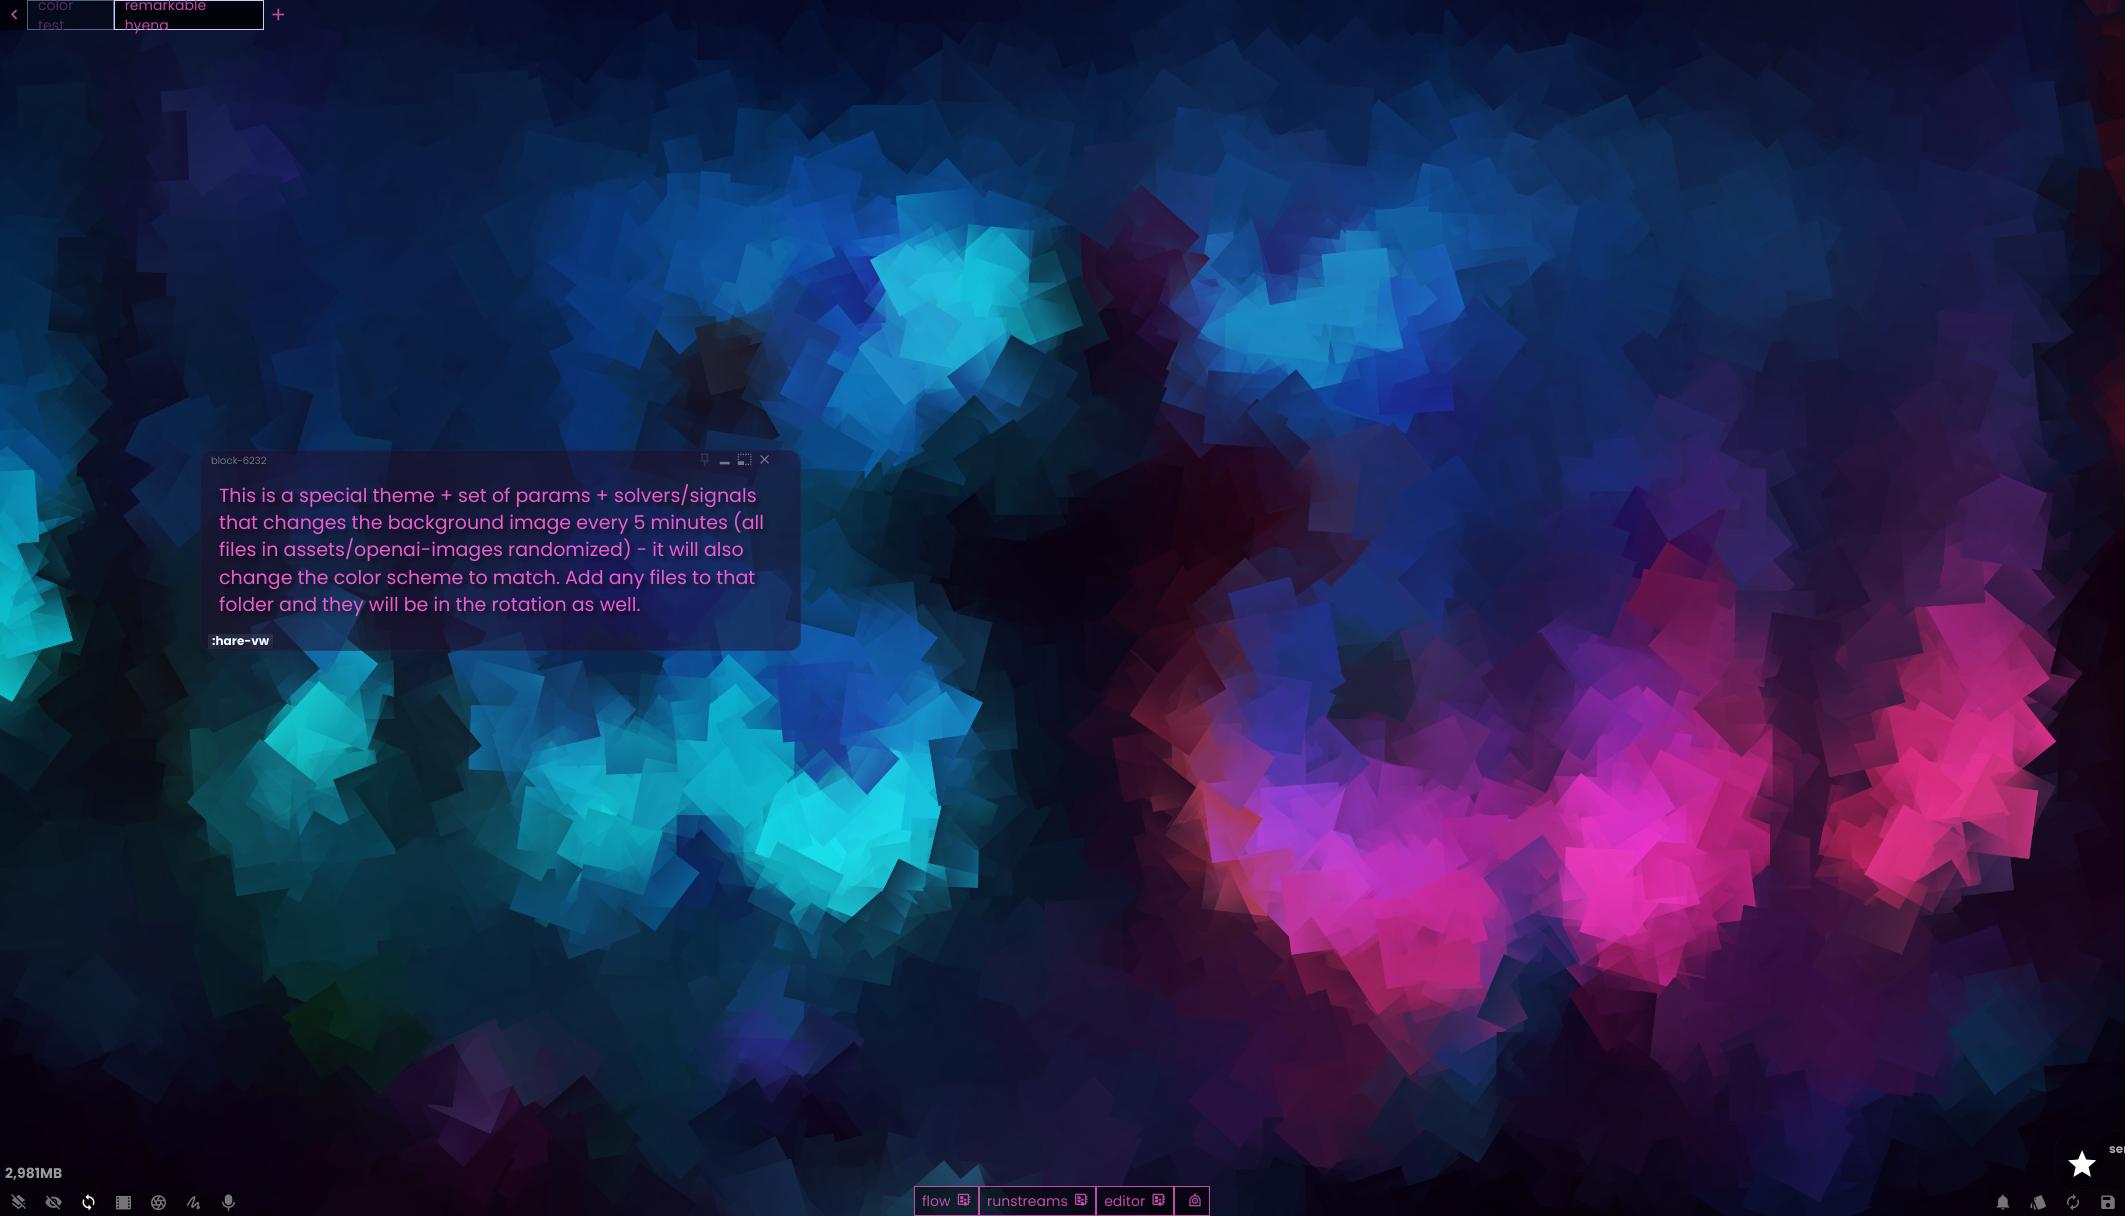 color
remarkable
test
hyena
block-6232
This is a special theme + set of params + solvers/signals
that changes the background image every 5 minutes (all
files in assets/openai-images randomized) - it will also
change the color scheme to match. Add any files to that
folder and they will be in the rotation as well.
:hare-vw
2,981MB
flow
runstreams
editor